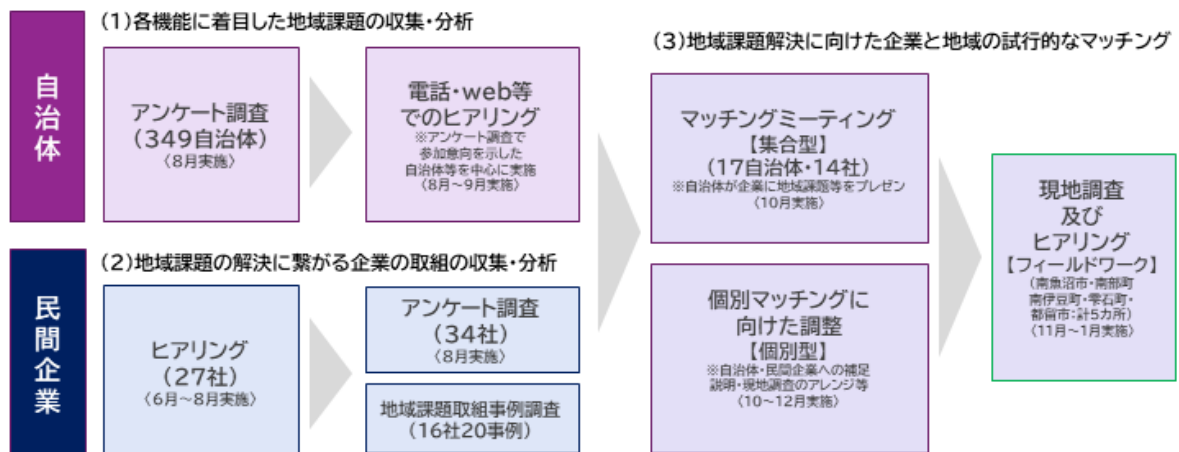 自治体
(1)各機能に着目した地域課題の収集・分析
アンケート調査
(349自治体)
〈8月実施〉
電話・web等
でのヒアリング
※アンケート調査で
参加意向を示した
自治体等を中心に実施
〈8月～9月実施〉
民間企業
(2)地域課題の解決に繋がる企業の取組の収集・分析
ヒアリング
(27社)
〈6月～8月実施〉
アンケート調査
(34社)
〈8月実施〉
地域課題取組事例調査
(16社20事例)
(3)地域課題解決に向けた企業と地域の試行的なマッチング
マッチングミーティング
【集合型】
(17自治体・14社)
※自治体が企業に地域課題等をプレゼン
〈10月実施〉
個別マッチングに
向けた調整
【個別型】
※自治体・民間企業への補足
説明・現地調査のアレンジ等
〈10～12月実施〉
現地調査
及び
ヒアリング
【フィールドワーク】
(南魚沼市・南部町
南伊豆町・雫石町・
都留市：計5カ所)
〈11月～1月実施〉